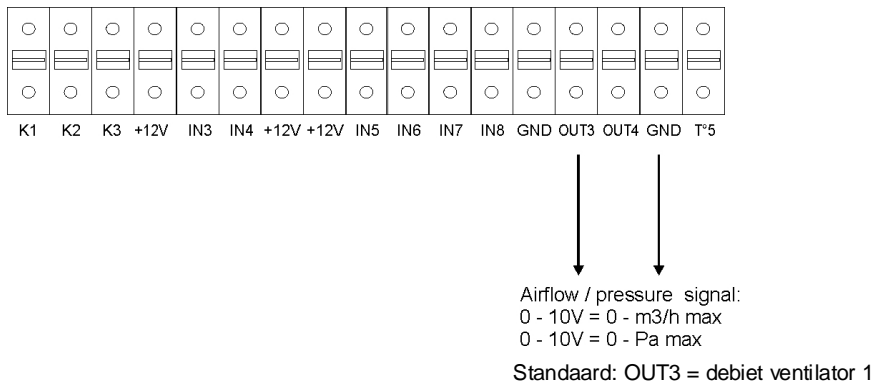 K1 K2 K3 +12V IN3 IN4 +12V +12V IN5 IN6 IN7 IN8 GND OUT3 OUT4 GND T°5
Airflow / pressure signal:
0 - 10V = 0 - m3/h max
0 - 10V = 0 - Pa max
Standaard: OUT3 = debiet ventilator 1